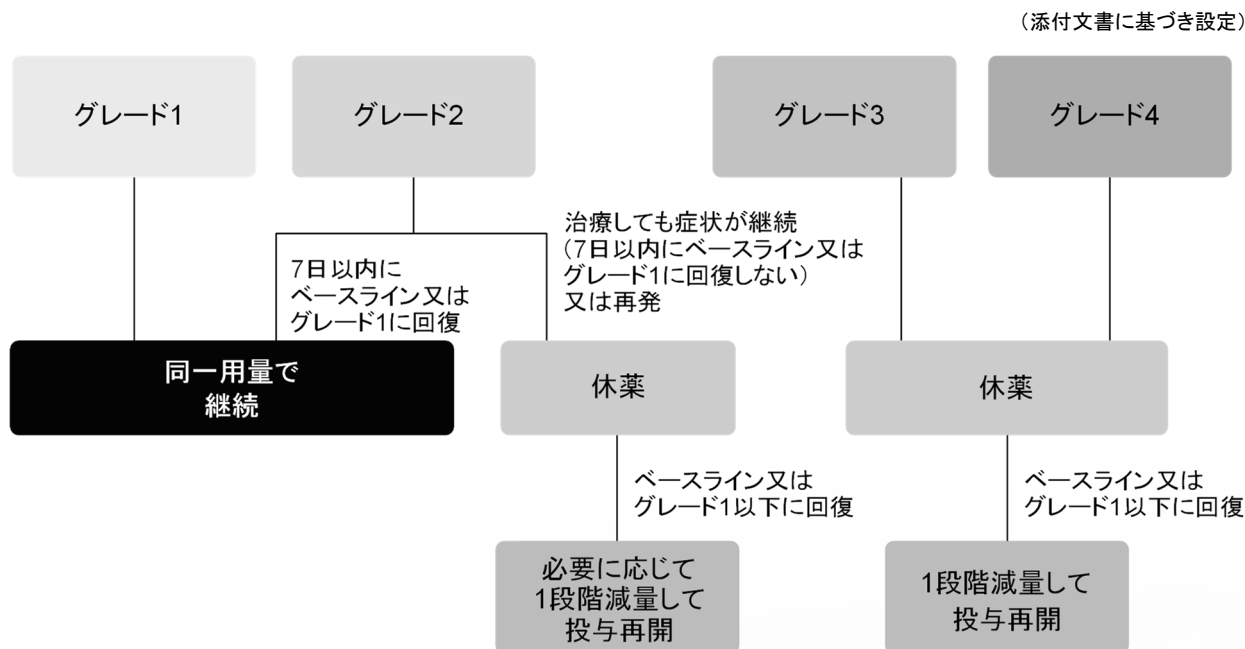 （添付文書に基づき設定）
グレード1
グレード2
グレード3
グレード4
7日以内に
ベースライン又は
グレード1に回復
治療しても症状が継続
（7日以内にベースライン又は
グレード1に回復しない）
又は再発
同一用量で
継続
休薬
休薬
ベースライン又は
グレード1以下に回復
ベースライン又は
グレード1以下に回復
必要に応じて
1段階減量して
投与再開
1段階減量して
投与再開